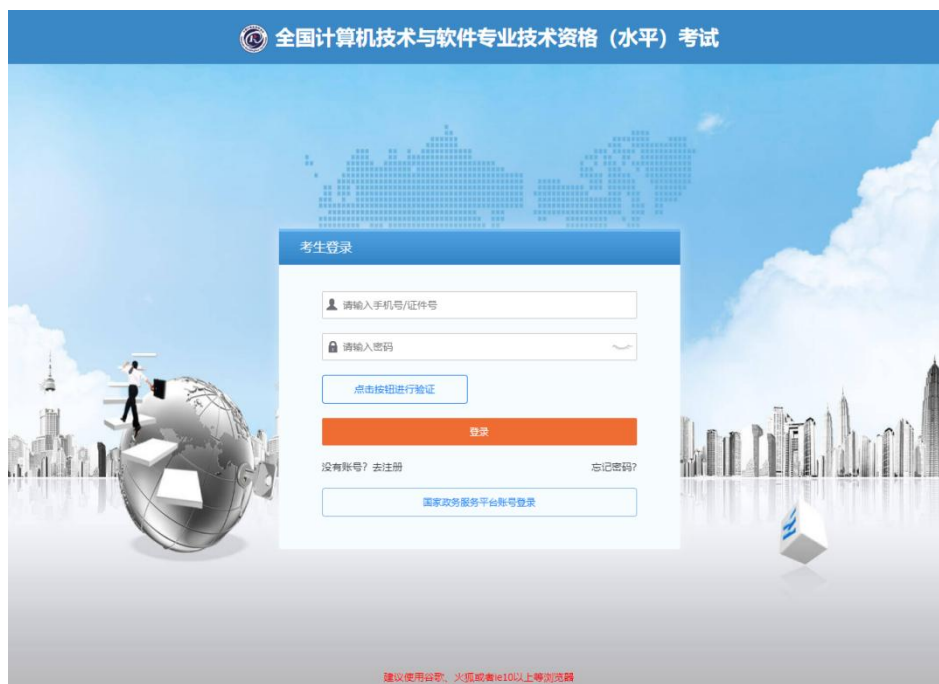 全国计算机技术与软件专业技术资格（水平）考试
考生登录
请输入手机号/证件号
请输入密码
点击按钮进行验证
登录
没有账号？去注册 忘记密码?
国家政务服务平台账号登录
建议使用谷歌、火狐或者ie10以上等浏览器